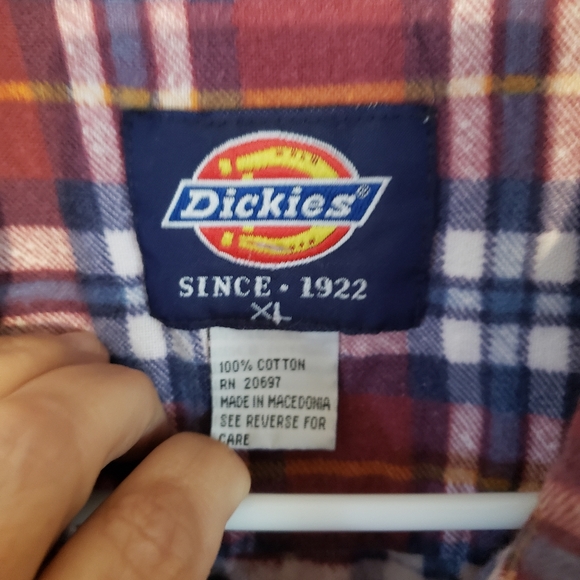 Dickies®
SINCE · 1922
XL
100% COTTON
RN 20697
MADE IN MACEDONIA
SEE REVERSE FOR
CARE